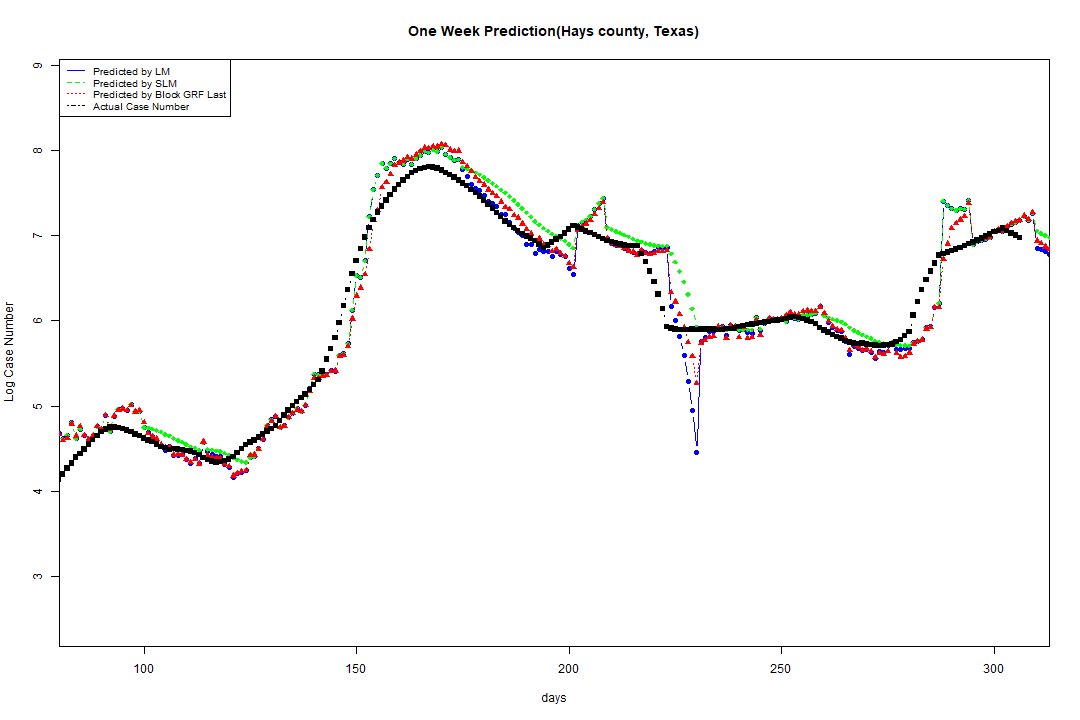 One Week Prediction(Hays county, Texas)
Predicted by LM
Predicted by SLM
Predicted by Block GRF Last
Actual Case Number
9
8
7
6
5
4
3
Log Case Number
100 150 200 250 300
days